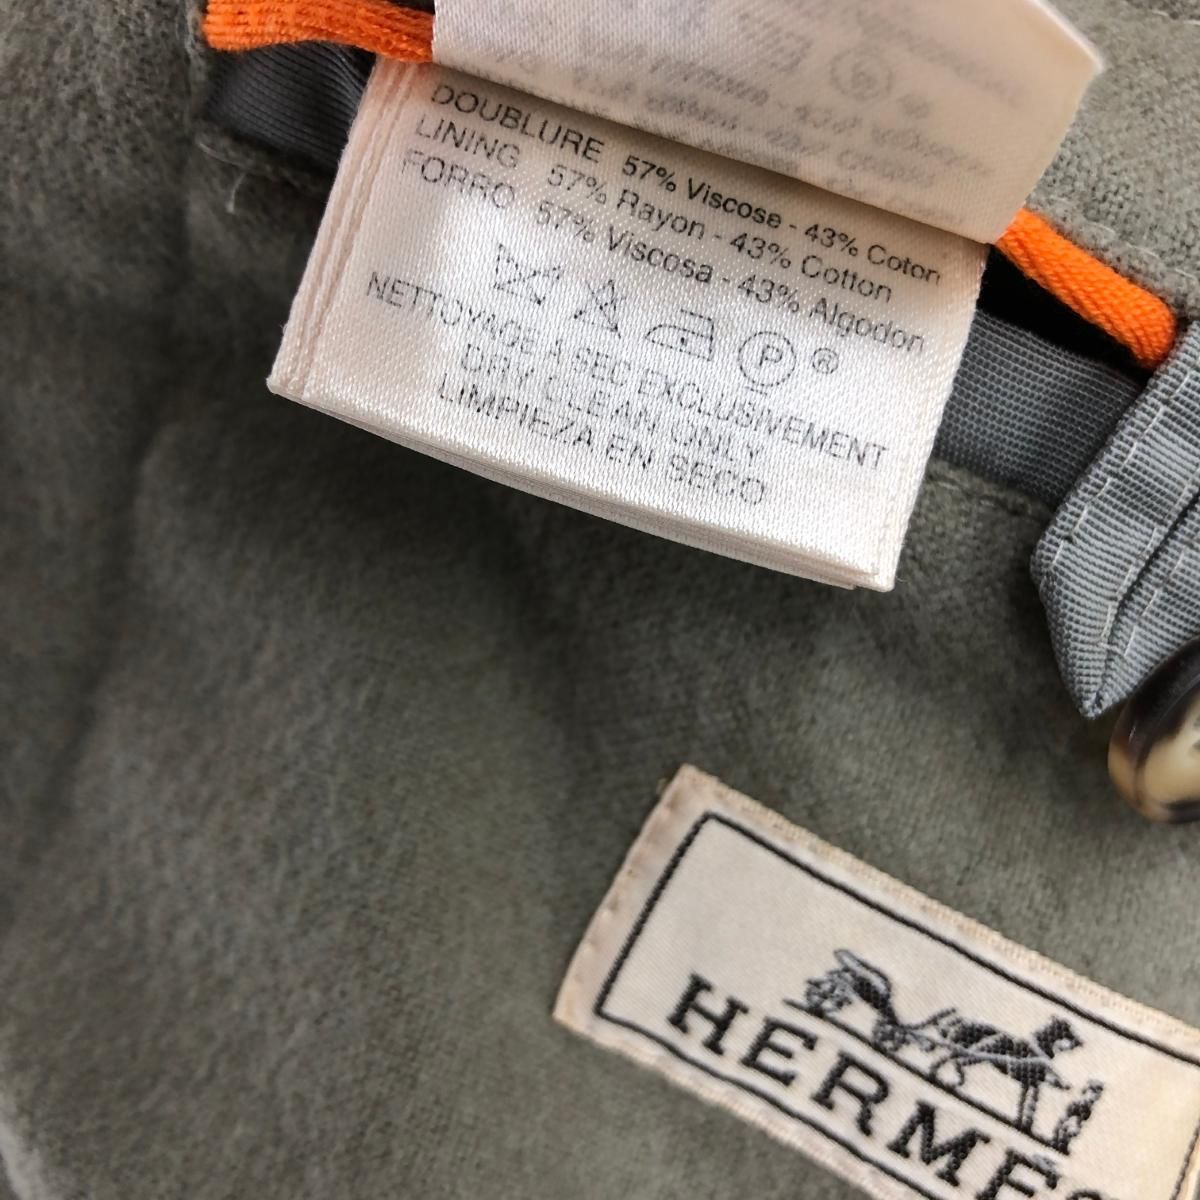 DOUBLURE 57% Viscose - 43% Coton
LINING 57% Rayon - 43% Cotton
FORRO 57% Viscosa - 43% Algodon
P ®
NETTOYAGE A SEC EXCLUSIVEMENT
DRY CLEAN ONLY
LIMPIEZA EN SECO
HERMES